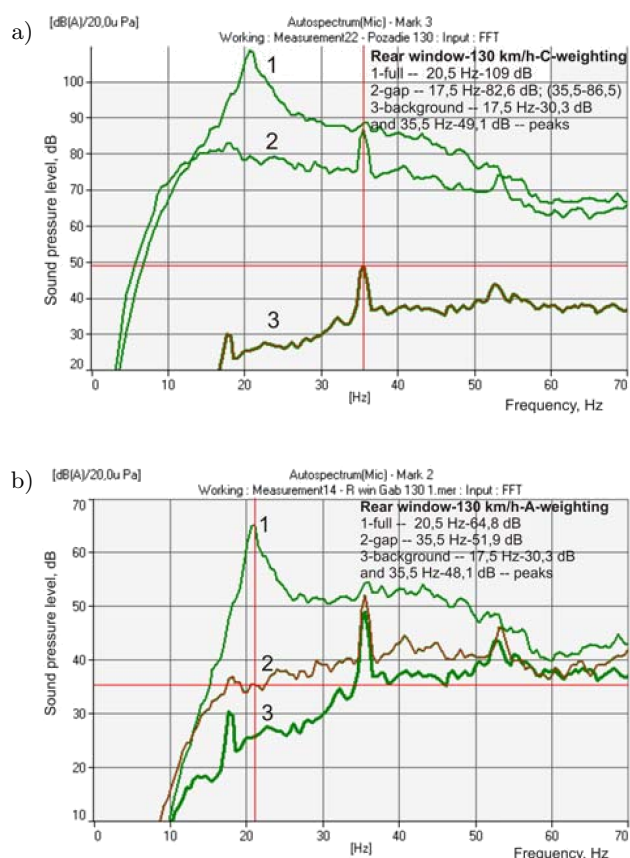 a)
[dB(A)/20,0u Pa]
Autospectrum(Mic) - Mark 3
Working : Measurement22 - Pozadie 130 : Input : FFT
Rear window-130 km/h-C-weighting
1-full -- 20,5 Hz-109 dB
2-gap -- 17,5 Hz-82,6 dB; (35,5-86,5)
3-background -- 17,5 Hz-30,3 dB
and 35,5 Hz-49,1 dB -- peaks
Sound pressure level, dB
100
90
80
70
60
50
40
30
20
1
2
3
0
10
20
30
40
50
60
70
[Hz]
Frequency, Hz
b)
[dB(A)/20,0u Pa]
Autospectrum(Mic) - Mark 2
Working : Measurement14 - R win Gab 130 1.mer : Input : FFT
Rear window-130 km/h-A-weighting
1-full -- 20,5 Hz-64,8 dB
2-gap -- 35,5 Hz-51,9 dB
3-background -- 17,5 Hz-30,3 dB
and 35,5 Hz-48,1 dB -- peaks
Sound pressure level, dB
70
60
50
40
30
20
10
1
2
3
0
10
20
30
40
50
60
70
[Hz]
Frequency, Hz